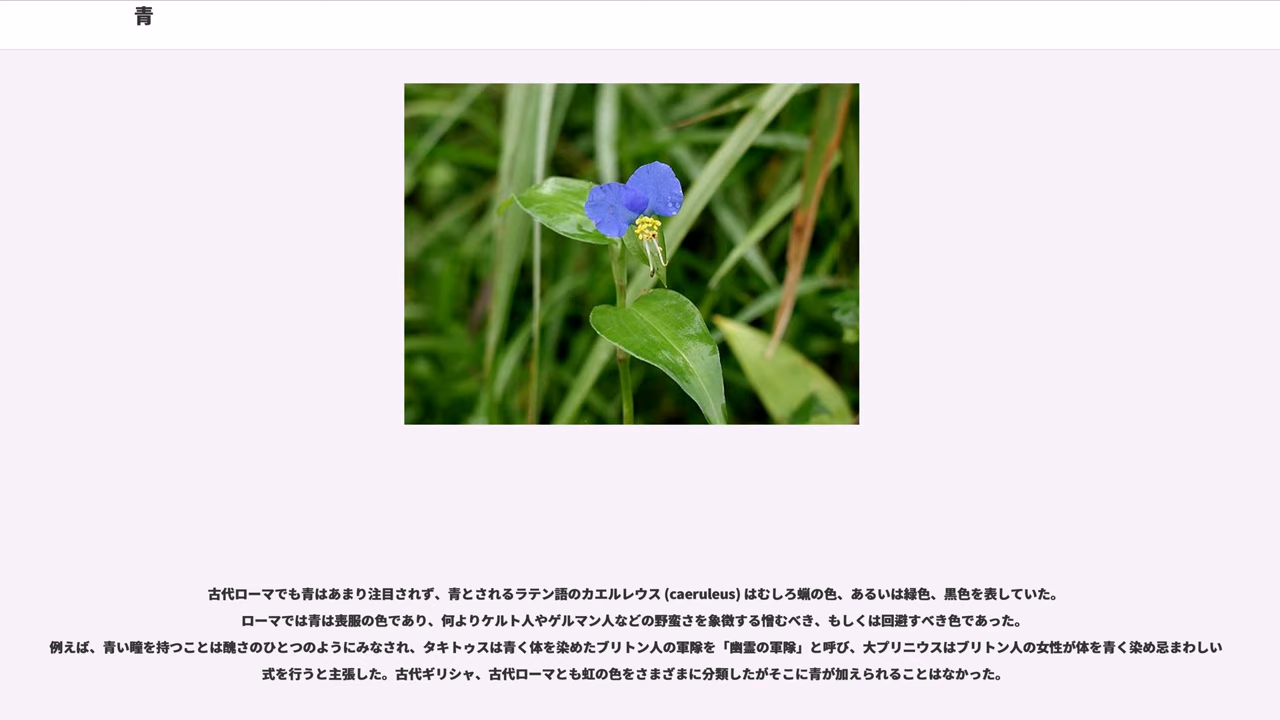 青
古代ローマでも青はあまり注目されず、青とされるラテン語のカエルレウス (caeruleus) はむしろ蝋の色、あるいは緑色、黒色を表していた。
ローマでは青は喪服の色であり、何よりケルト人やゲルマン人などの野蛮さを象徴する憎むべき、もしくは回避すべき色であった。
例えば、青い瞳を持つことは醜さのひとつのようにみなされ、タキトゥスは青く体を染めたブリトン人の軍隊を「幽霊の軍隊」と呼び、大プリニウスはブリトン人の女性が体を青く染め忌まわしい
式を行うと主張した。古代ギリシャ、古代ローマとも虹の色をさまざまに分類したがそこに青が加えられることはなかった。